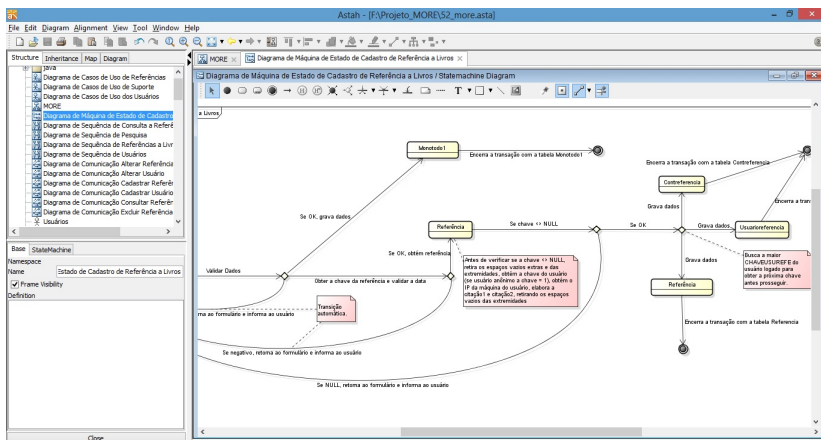 Astah - [F:\Projeto_MORE\52_more.asta]
File Edit Diagram Alignment View Tool Window Help
Structure Inheritance Map Diagram
java
Diagrama de Casos de Uso de Referências
Diagrama de Casos de Uso de Suporte
Diagrama de Casos de Uso dos Usuários
MORE
Diagrama de Máquina de Estado de Cadastro
Diagrama de Sequência de Consulta a Referê
Diagrama de Sequência de Pesquisa
Diagrama de Sequência de Referências a Livr
Diagrama de Sequência de Usuários
Diagrama de Comunicação Alterar Referência
Diagrama de Comunicação Alterar Usuário
Diagrama de Comunicação Cadastrar Referên
Diagrama de Comunicação Cadastrar Usuário
Diagrama de Comunicação Consultar Referên
Diagrama de Comunicação Excluir Referência
Usuários
Base StateMachine
Namespace
Name Estado de Cadastro de Referência a Livros
Frame Visibility
Definition
Close
MORE
Diagrama de Máquina de Estado de Cadastro de Referência a Livros
Diagrama de Máquina de Estado de Cadastro de Referência a Livros / Statemachine Diagram
T
a Livros
Monotodo1
Encerra a transação com a tabela Monotodo1
Encerra a transação com a tabela Contreferencia
Contreferencia
Se OK, grava dados
Grava dados
Encerra a tran
Referência
Se chave <> NULL
Se OK
Grava dados
Usuarioreferencia
Se OK, obtém referência
Antes de verificar se a chave <> NULL,
retira os espaços vazios extras e das
extremidades, obtém a chave do usuário
(se usuário anônimo a chave = 1), obtém o
IP da máquina do usuário, elabora a
citação1 e citação2, retirando os espaços
vazios das extremidades
Grava dados
Busca a maior
CHAVEUSUREFE do
usuário logado para
obter a próxima chave
antes prosseguir.
Validar Dados
Obter a chave da referência e validar a data
Referência
Transição
automática.
rna ao formulário e informa ao usuário
Encerra a transação com a tabela Referencia
Se negativo, retorna ao formulário e informa ao usuário
Se NULL, retorna ao formulário e informa ao usuário